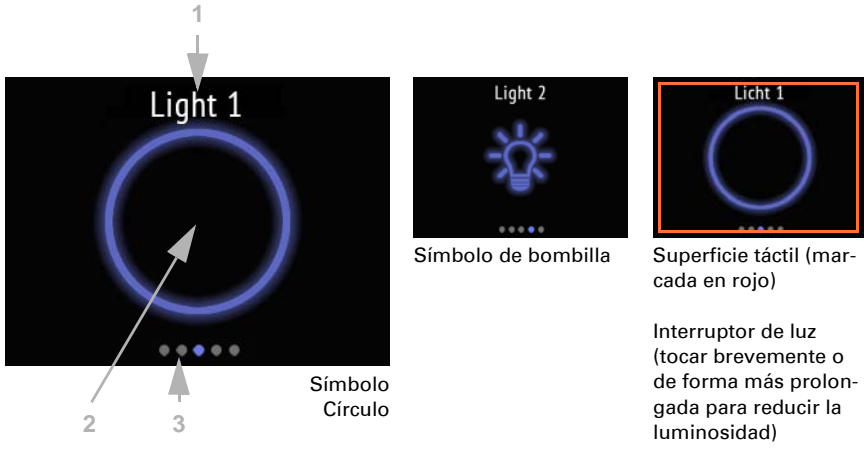 1
Light 1
2
3
Símbolo
Círculo
Light 2
Símbolo de bombilla
Licht 1
Superficie táctil (mar-
cada en rojo)
Interruptor de luz
(tocar brevemente o
de forma más prolon-
gada para reducir la
luminosidad)